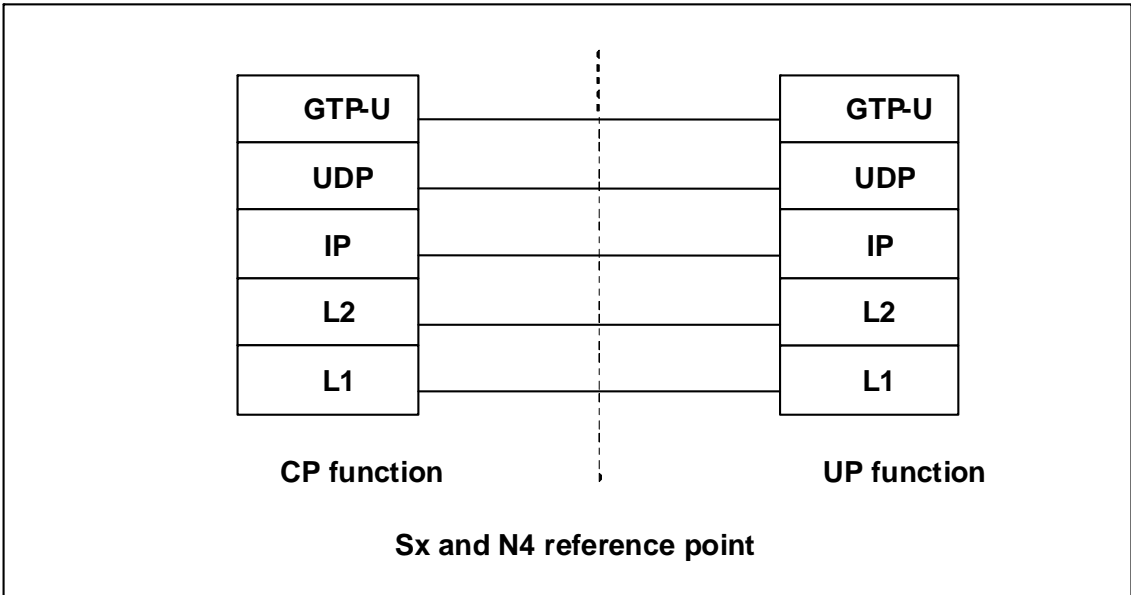 GTP-U GTP-U
UDP UDP
IP IP
L2 L2
L1 L1
CP function UP function
Sx and N4 reference point